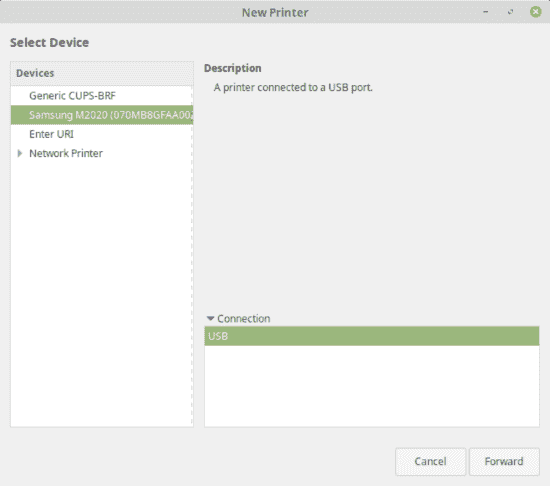 New Printer
Select Device
Devices
Generic CUPS-BRF
Samsung M2020 (070MB8GFAA00
Enter URI
Network Printer
Description
A printer connected to a USB port.
Connection
USB
Cancel
Forward